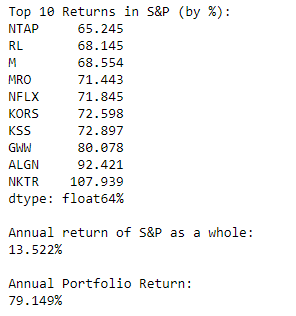 Top 10 Returns in S&P (by %):
NTAP 65.245
RL 68.145
M 68.554
MRO 71.443
NFLX 71.845
KORS 72.598
KSS 72.897
GWW 80.078
ALGN 92.421
NKTR 107.939
dtype: float64%
Annual return of S&P as a whole:
13.522%
Annual Portfolio Return:
79.149%